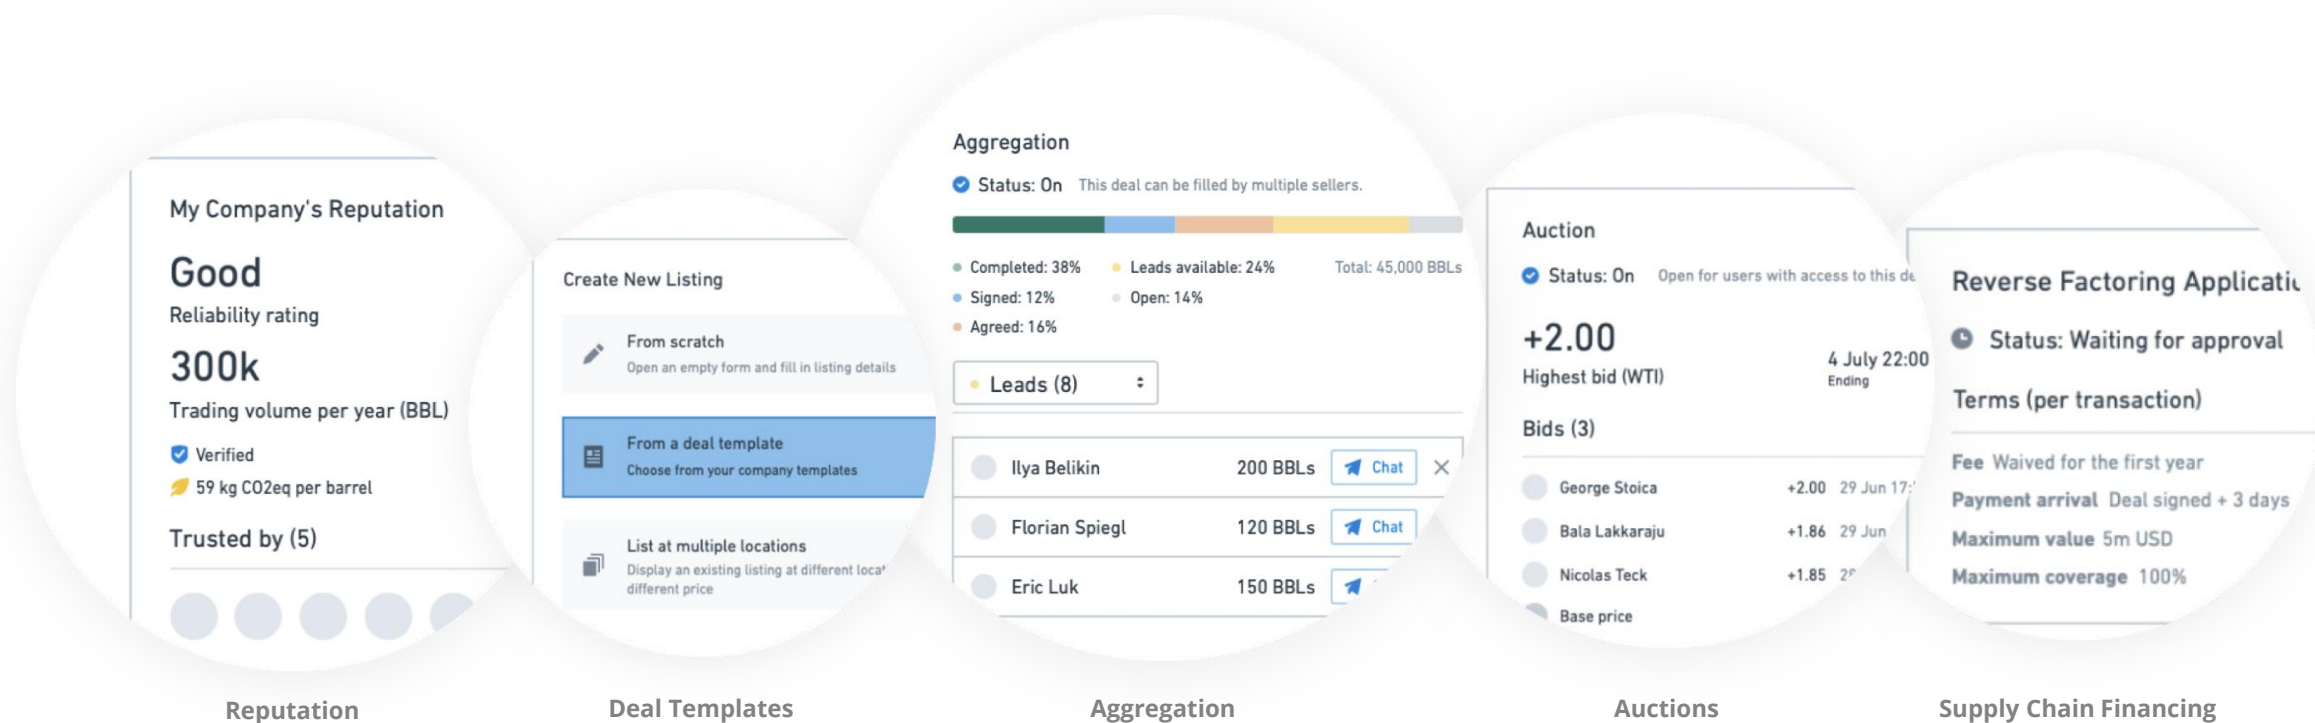 My Company's Reputation
Good
Reliability rating
300k
Trading volume per year (BBL)
Verified
59 kg CO2eq per barrel
Trusted by (5)
Reputation
Create New Listing
From scratch
Open an empty form and fill in listing details
From a deal template
Choose from your company templates
List at multiple locations
Display an existing listing at different
different price
Deal Templates
Aggregation
Status: On This deal can be filled by multiple sellers.
Completed: 38% Leads available: 24% Total: 45,000 BBLs
Signed: 12% Open: 14%
Agreed: 16%
Leads (8)
Ilya Belikin 200 BBLs Chat
Florian Spiegl 120 BBLs Chat
Eric Luk 150 BBLs
Aggregation
Auction
Status: On Open for users with access to this
+2.00 4 July 22:00
Highest bid (WTI) Ending
Bids (3)
George Stoica +2.00 29 Jun 17:
Bala Lakkaraju +1.86 29 Jun
Nicolas Teck +1.85
Base price
Auctions
Reverse Factoring
Status: Waiting for approval
Terms (per transaction)
Fee Waived for the first year
Payment arrival Deal signed + 3 days
Maximum value 5m USD
Maximum coverage 100%
Supply Chain Financing